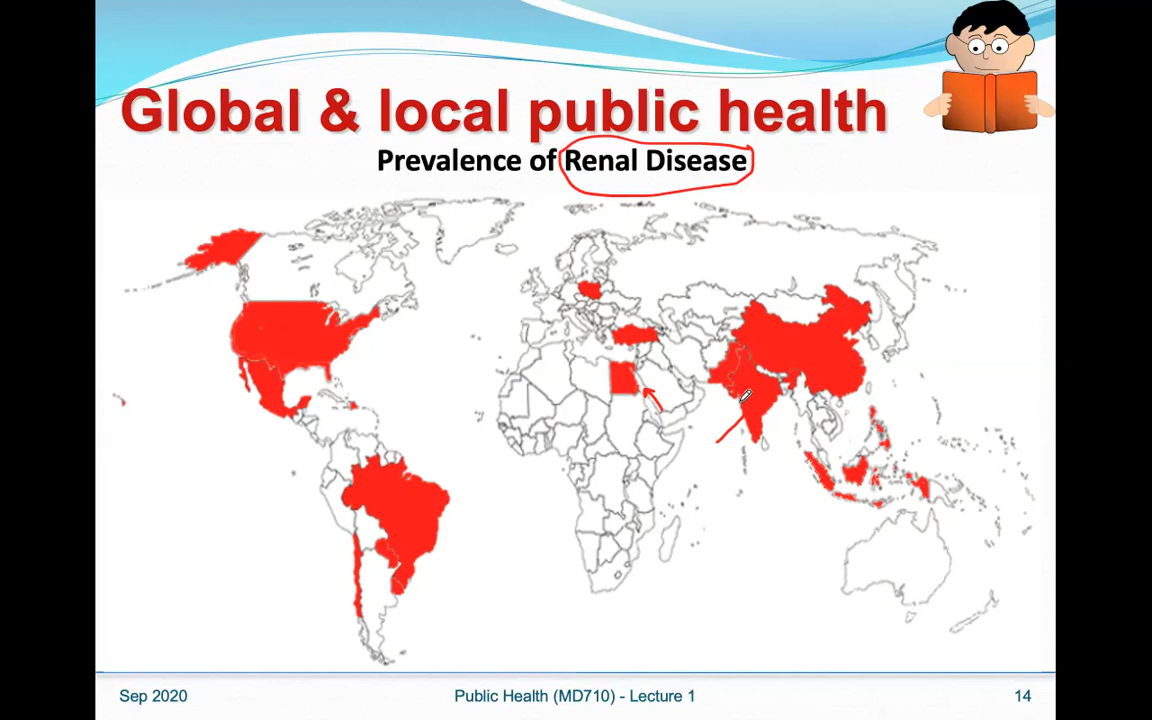 Global & local public health
Prevalence of Renal Disease
Sep 2020
Public Health (MD710) - Lecture 1
14